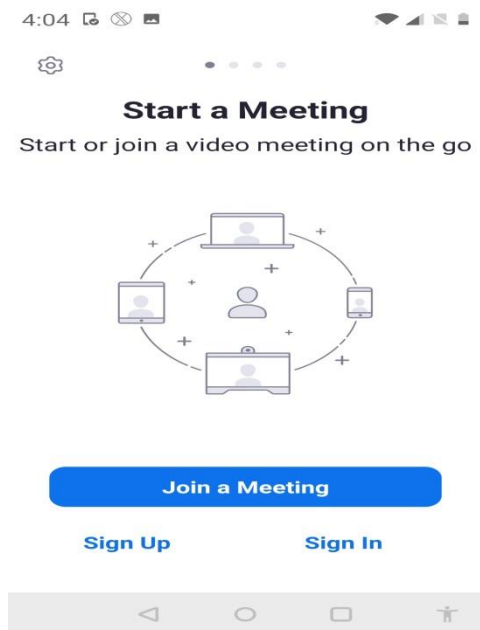 4:04
Start a Meeting
Start or join a video meeting on the go
Join a Meeting
Sign Up
Sign In